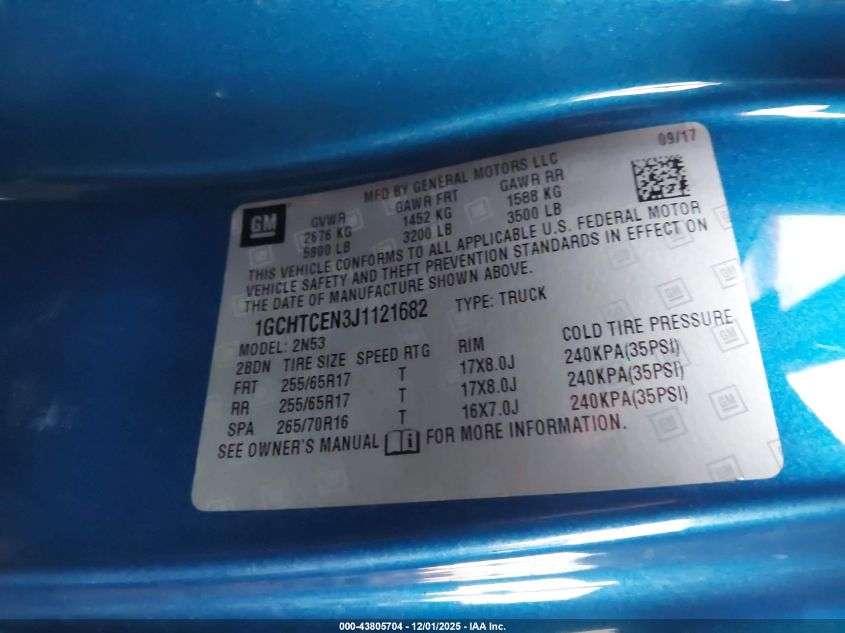 09/17
MFD BY GENERAL MOTORS LLC
GM
GVWR GAWR FRT GAWR RR
2676 KG 1452 KG 1588 KG
5900 LB 3200 LB 3500 LB
THIS VEHICLE CONFORMS TO ALL APPLICABLE U.S. FEDERAL MOTOR
VEHICLE SAFETY AND THEFT PREVENTION STANDARDS IN EFFECT ON
THE DATE OF MANUFACTURE SHOWN ABOVE.
1GCHTCEN3J1121682 TYPE: TRUCK
MODEL: 2N53
2BDN TIRE SIZE SPEED RTG RIM COLD TIRE PRESSURE
FRT 255/65R17 T 17X8.0J 240KPA(35PSI)
RR 255/65R17 T 17X8.0J 240KPA(35PSI)
SPA 265/70R16 T 16X7.0J 240KPA(35PSI)
SEE OWNER'S MANUAL FOR MORE INFORMATION.
000-43805704 - 12/01/2025 - IAA Inc.